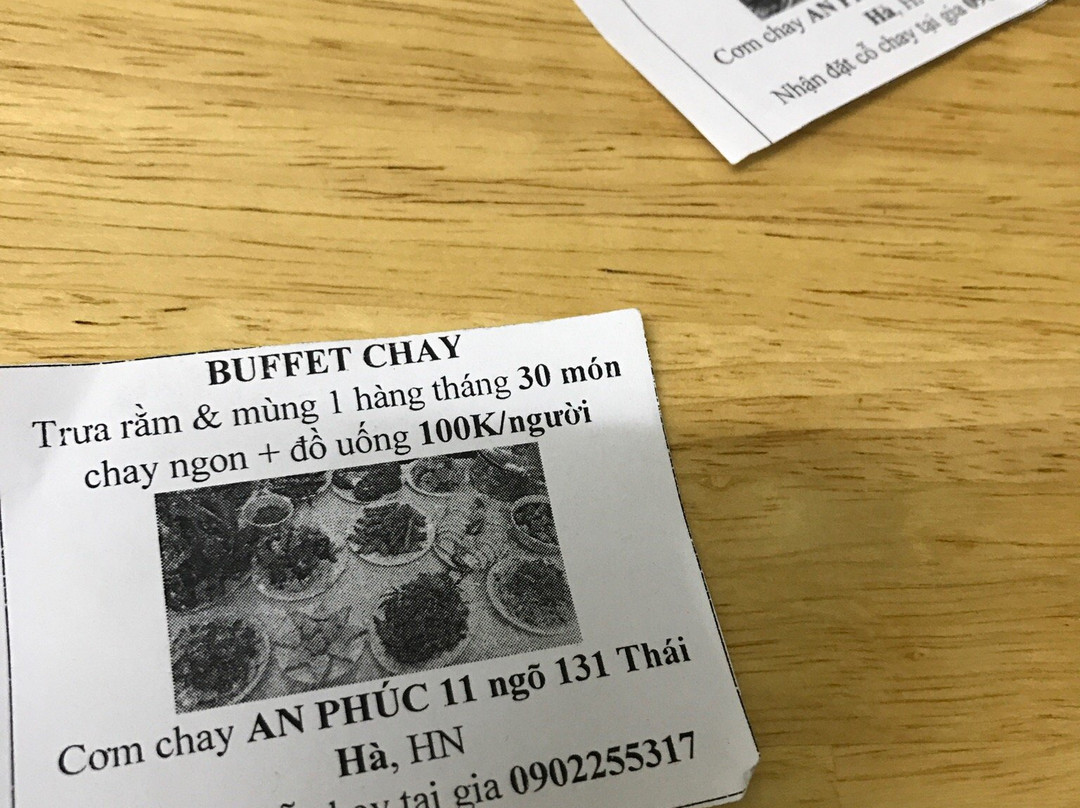 Cơm chay AN
Hà,
Nhận đặt cỗ chay tại gia
BUFFET CHAY
Trưa rằm & mùng 1 hàng tháng 30 món
chay ngon + đồ uống 100K/người
Cơm chay AN PHÚC 11 ngõ 131 Thái
Hà, HN
tại gia 0902255317